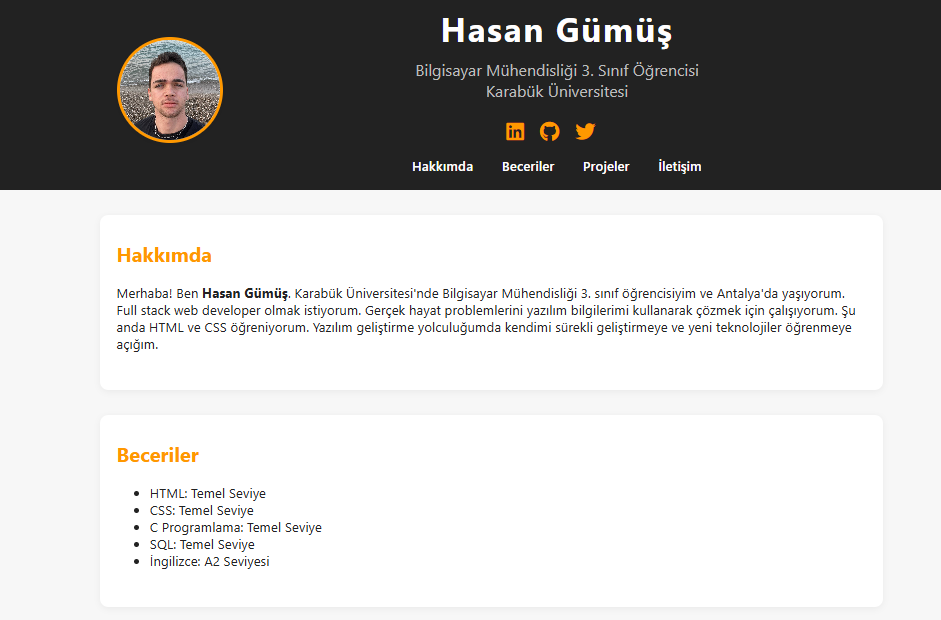 Hasan Gümüş
Bilgisayar Mühendisliği 3. Sınıf Öğrencisi
Karabük Üniversitesi
in
Hakkımda Beceriler Projeler İletişim
Hakkımda
Merhaba! Ben Hasan Gümüş. Karabük Üniversitesi'nde Bilgisayar Mühendisliği 3. sınıf öğrencisiyim ve Antalya'da yaşıyorum.
Full stack web developer olmak istiyorum. Gerçek hayat problemlerini yazılım bilgilerimi kullanarak çözmek için çalışıyorum. Şu
anda HTML ve CSS öğreniyorum. Yazılım geliştirme yolculuğumda kendimi sürekli geliştirmeye ve yeni teknolojiler öğrenmeye
açığım.
Beceriler
• HTML: Temel Seviye
• CSS: Temel Seviye
• C Programlama: Temel Seviye
• SQL: Temel Seviye
• İngilizce: A2 Seviyesi